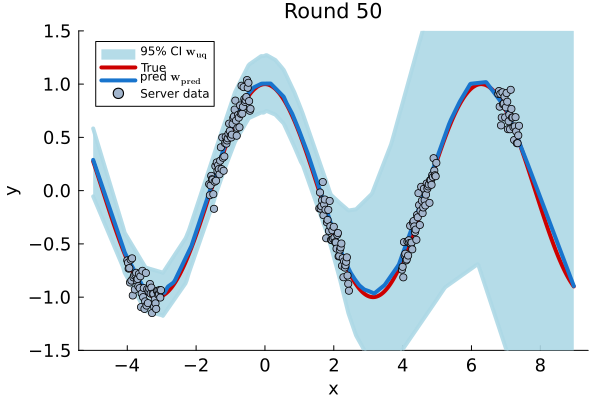 Round 50
95% CI w_uq
True
pred w_pred
Server data
1.5
1.0
0.5
0.0
−0.5
−1.0
−1.5
y
−4 −2 0 2 4 6 8
x